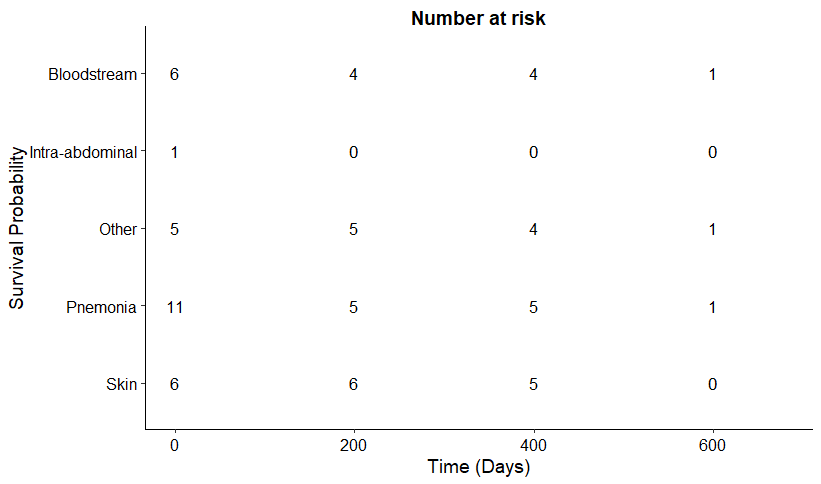 Number at risk
Survival Probability
Bloodstream 6 4 4 1
Intra-abdominal 1 0 0 0
Other 5 5 4 1
Pnemonia 11 5 5 1
Skin 6 6 5 0
0 200 400 600
Time (Days)